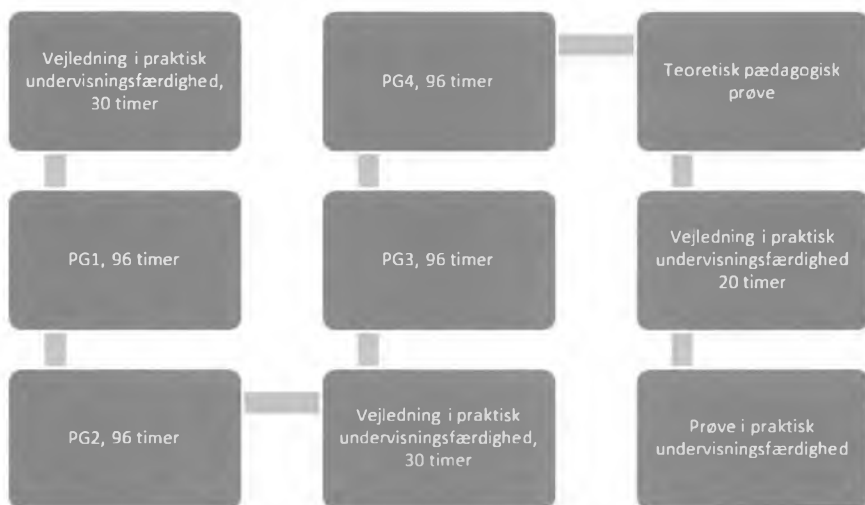 Vejledning i praktisk
undervisningsfærdighed,
30 timer
PG1, 96 timer
PG2, 96 timer
Vejledning i praktisk
undervisningsfærdighed,
30 timer
PG3, 96 timer
PG4, 96 timer
Teoretisk pædagogisk
prøve
Vejledning i praktisk
undervisningsfærdighed
20 timer
Prøve i praktisk
undervisningsfærdighed